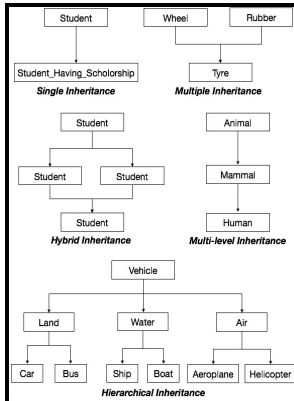 Student
Wheel
Rubber
Student_Having_Scholorship
Tyre
Single Inheritance
Multiple Inheritance
Student
Animal
Student
Student
Mammal
Student
Human
Hybrid Inheritance
Multi-level Inheritance
Vehicle
Land
Water
Air
Car
Bus
Ship
Boat
Aeroplane
Helicopter
Hierarchical Inheritance